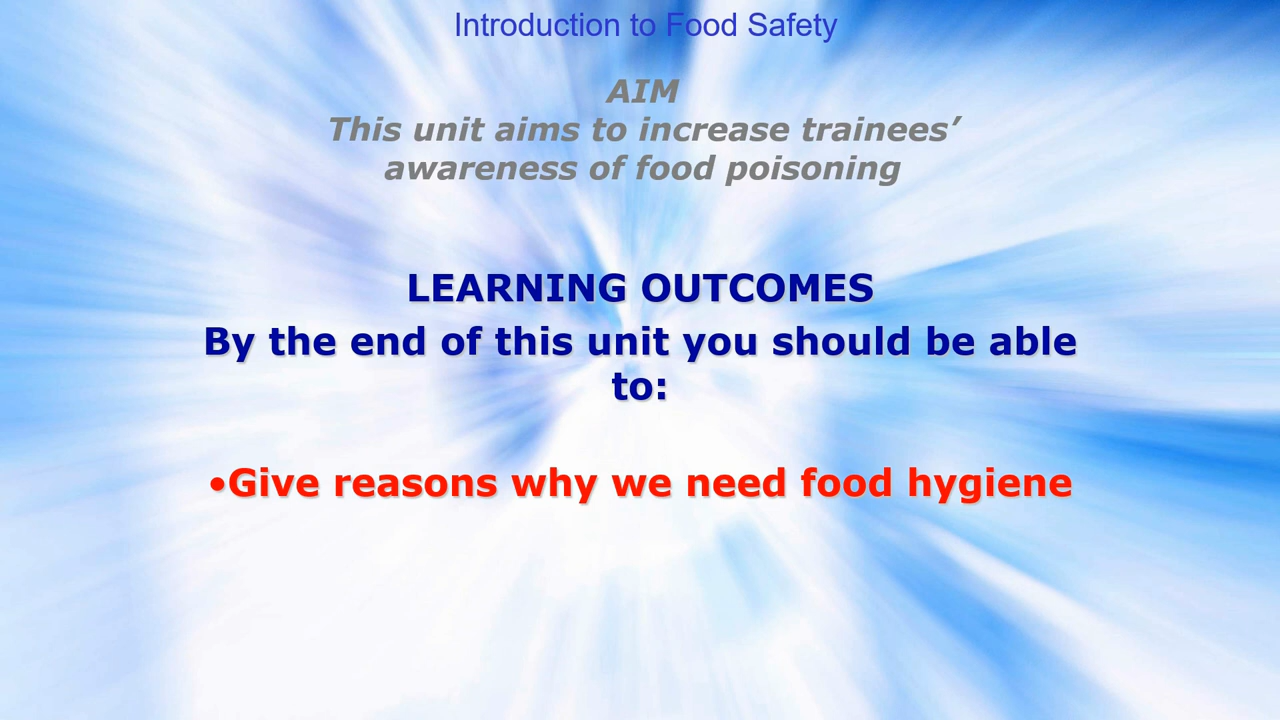 Introduction to Food Safety
AIM
This unit aims to increase trainees’
awareness of food poisoning
LEARNING OUTCOMES
By the end of this unit you should be able
to:
•Give reasons why we need food hygiene